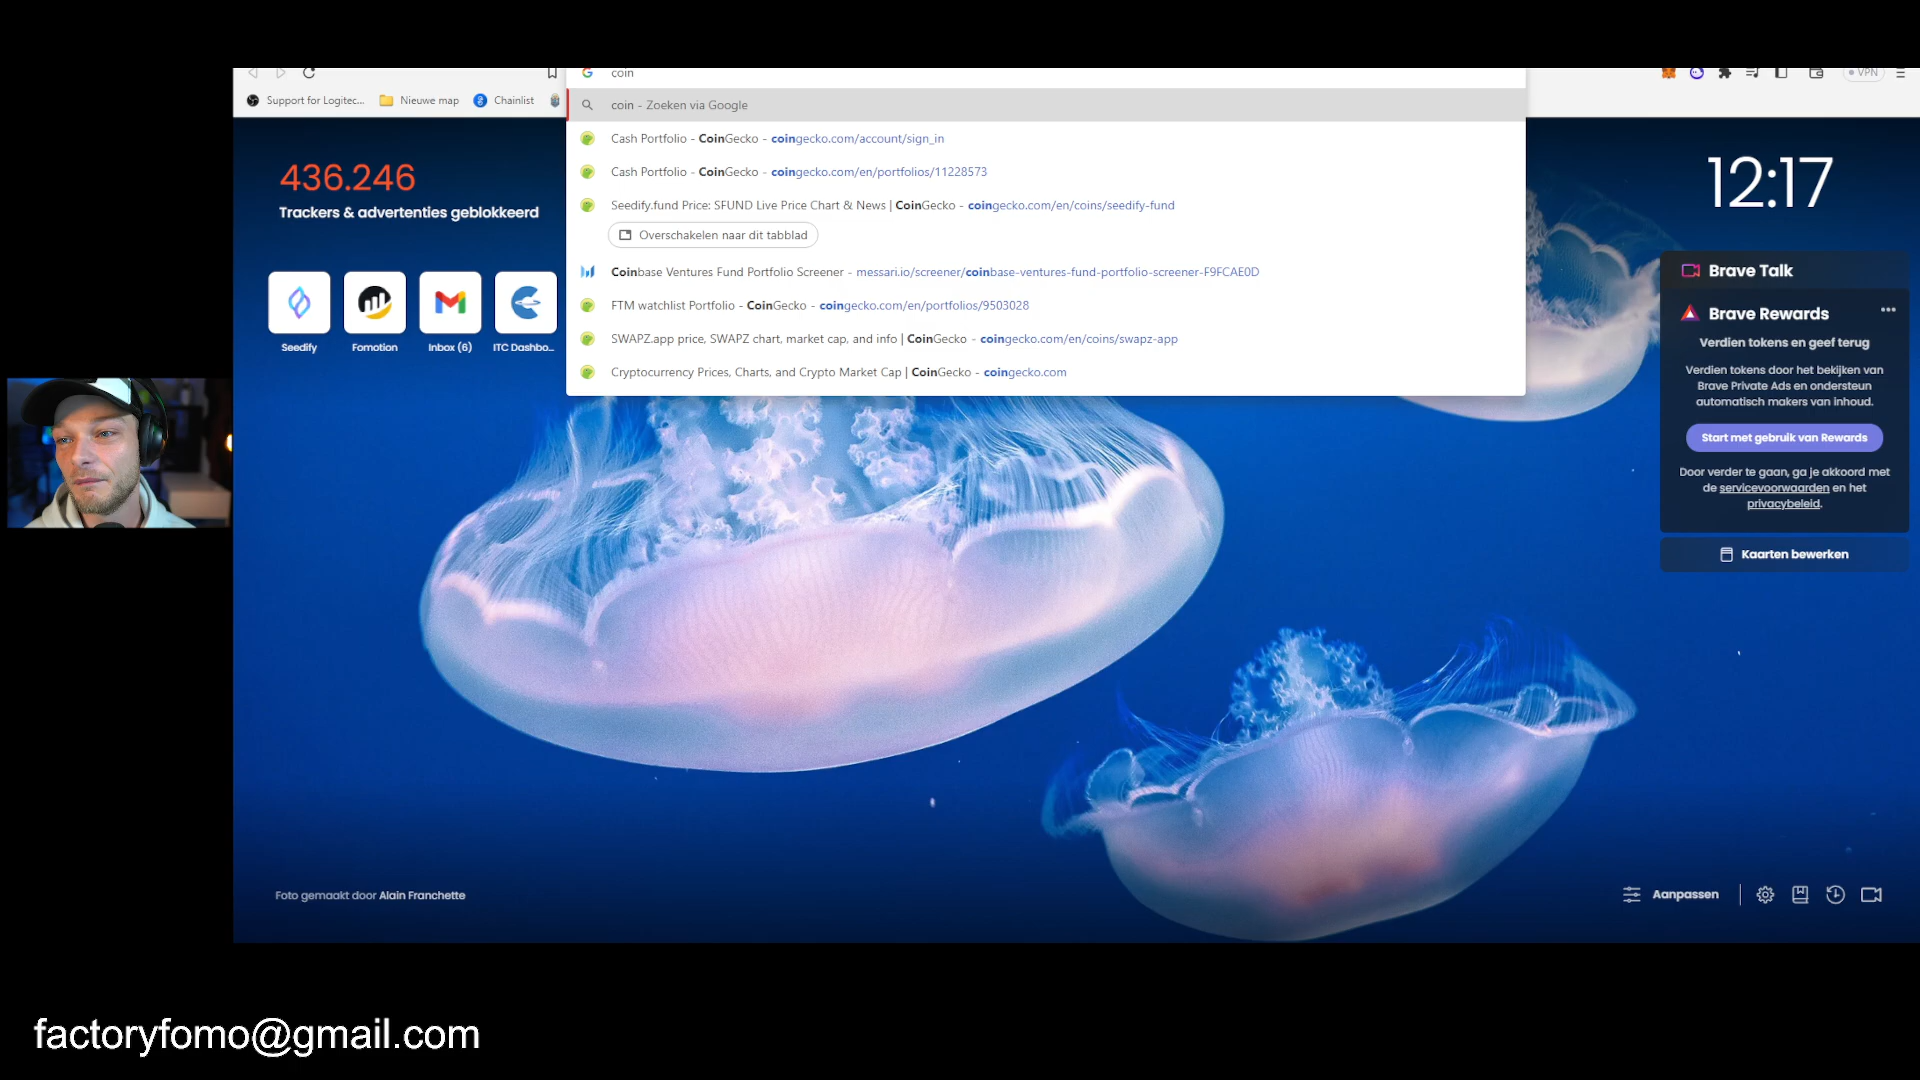 coin
VPN
Support for Logitec...
Nieuwe map
Chainlist
coin - Zoeken via Google
Cash Portfolio - CoinGecko - coingecko.com/account/sign_in
Cash Portfolio - CoinGecko - coingecko.com/en/portfolios/11228573
Seedify.fund Price: SFUND Live Price Chart & News | CoinGecko - coingecko.com/en/coins/seedify-fund
Overschakelen naar dit tabblad
Coinbase Ventures Fund Portfolio Screener - messari.io/screener/coinbase-ventures-fund-portfolio-screener-F9FCAE0D
FTM watchlist Portfolio - CoinGecko - coingecko.com/en/portfolios/9503028
SWAPZ.app price, SWAPZ chart, market cap, and info | CoinGecko - coingecko.com/en/coins/swapz-app
Cryptocurrency Prices, Charts, and Crypto Market Cap | CoinGecko - coingecko.com
436.246
Trackers & advertenties geblokkeerd
Seedify
Fomotion
Inbox (6)
ITC Dashbo...
12:17
Brave Talk
Brave Rewards
Verdien tokens en geef terug
Verdien tokens door het bekijken van
Brave Private Ads en ondersteun
automatisch makers van inhoud.
Start met gebruik van Rewards
Door verder te gaan, ga je akkoord met
de servicevoorwaarden en het
privacybeleid.
Kaarten bewerken
Foto gemaakt door Alain Franchette
Aanpassen
factoryfomo@gmail.com